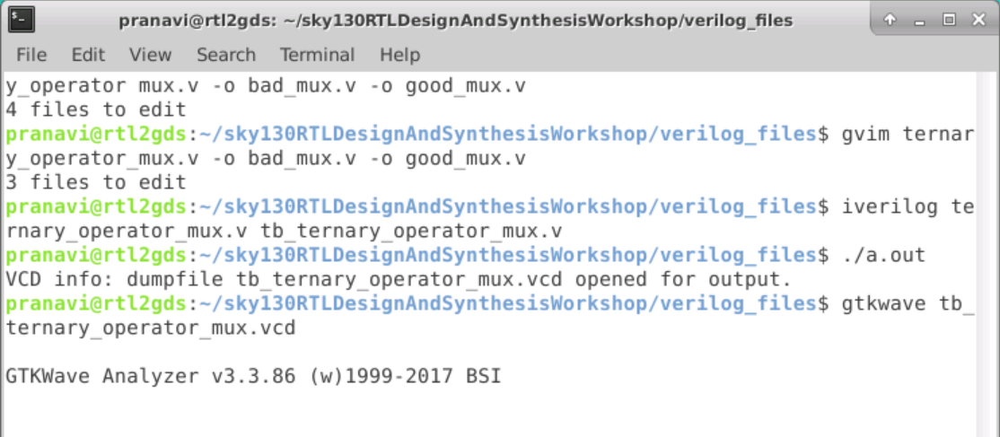 pranavi@rtl2gds: ~/sky130RTLDesignAndSynthesisWorkshop/verilog_files
File Edit View Search Terminal Help
y_operator mux.v -o bad_mux.v -o good_mux.v
4 files to edit
pranavi@rtl2gds:~/sky130RTLDesignAndSynthesisWorkshop/verilog_files$ gvim ternar
y_operator_mux.v -o bad_mux.v -o good_mux.v
3 files to edit
pranavi@rtl2gds:~/sky130RTLDesignAndSynthesisWorkshop/verilog_files$ iverilog te
rnary_operator_mux.v tb_ternary_operator_mux.v
pranavi@rtl2gds:~/sky130RTLDesignAndSynthesisWorkshop/verilog_files$ ./a.out
VCD info: dumpfile tb_ternary_operator_mux.vcd opened for output.
pranavi@rtl2gds:~/sky130RTLDesignAndSynthesisWorkshop/verilog_files$ gtkwave tb_
ternary_operator_mux.vcd
GTKWave Analyzer v3.3.86 (w)1999-2017 BSI